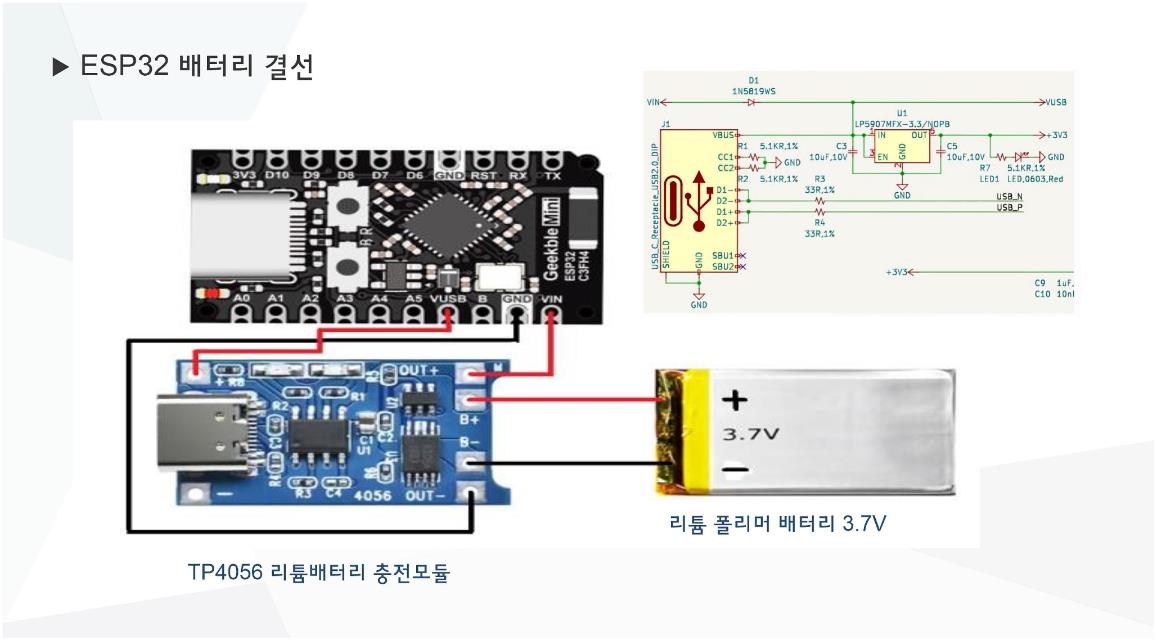 ▶ ESP32 배터리 결선
3V3 D10 D9 D8 D7 D6 GND RST RX TX
B R
Geekble Mini
ESP32
C3FH4
A0 A1 A2 A3 A4 A5 VUSB B GND VIN
+ R8 OUT+
R2 R1
B+
C1 C2
U1
B-
R4 R6
R3 C4 4056 OUT-
-
+
3.7V
-
리튬 폴리머 배터리 3.7V
TP4056 리튬배터리 충전모듈
D1
1N5819WS
VIN VUSB
J1
U1
LP5907MFX-3.3/NOPB
VBUS
IN OUT
EN GND
+3V3
R1 5.1KR,1%
CC1
CC2
GND
R2 5.1KR,1%
C3
10uF,10V
C5
10uF,10V
R7
5.1KR,1%
GND
LED1 LED,0603,Red
GND
D1-
D2-
D1+
D2+
R3
33R,1%
R4
33R,1%
USB_N
USB_P
USB_C_Receptacle_USB2.0_DIP
SHIELD
GND
SBU1
SBU2
GND
+3V3
C9 1uF,
C10 10nF